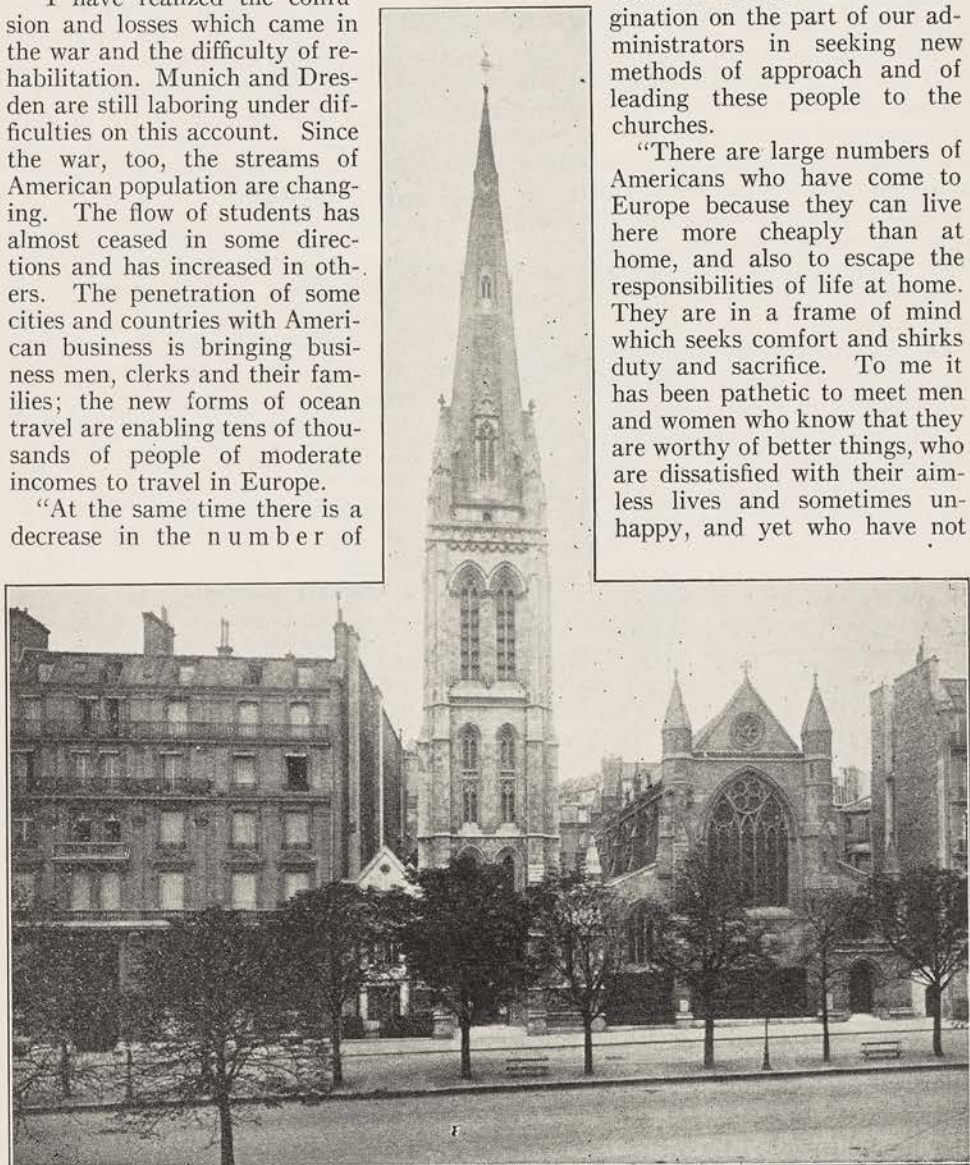 I have realized the confu-
sion and losses which came in
the war and the difficulty of re-
habilitation. Munich and Dres-
den are still laboring under dif-
ficulties on this account. Since
the war, too, the streams of
American population are chang-
ing. The flow of students has
almost ceased in some direc-
tions and has increased in oth-
ers. The penetration of some
cities and countries with Ameri-
can business is bringing busi-
ness men, clerks and their fam-
ilies; the new forms of ocean
travel are enabling tens of thou-
sands of people of moderate
incomes to travel in Europe.
“At the same time there is a
decrease in the number of
gination on the part of our ad-
ministrators in seeking new
methods of approach and of
leading these people to the
churches.
“There are large numbers of
Americans who have come to
Europe because they can live
here more cheaply than at
home, and also to escape the
responsibilities of life at home.
They are in a frame of mind
which seeks comfort and shirks
duty and sacrifice. To me it
has been pathetic to meet men
and women who know that they
are worthy of better things, who
are dissatisfied with their aim-
less lives and sometimes un-
happy, and yet who have not